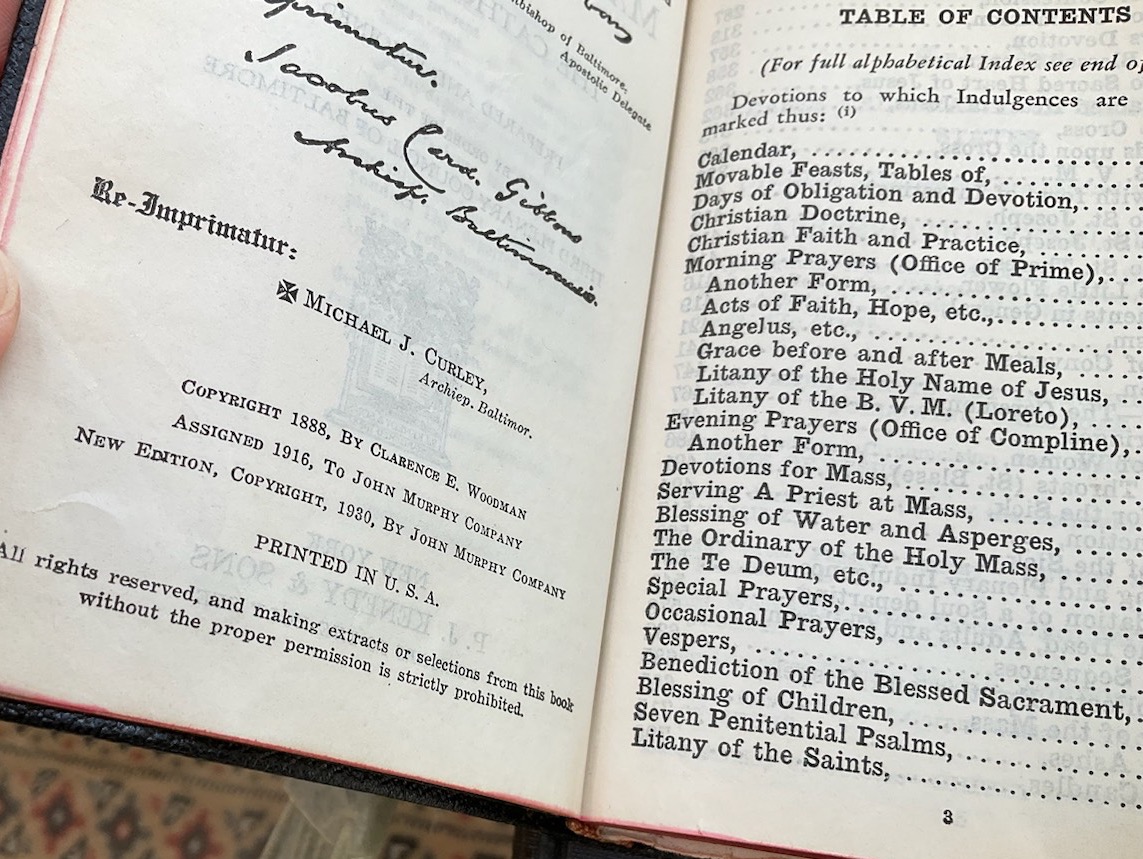 Archbishop of Baltimore,
Apostolic Delegate
Imprimatur.
Jacobus Card. Gibbons
Archiep. Baltimorensis.
Re-Imprimatur:
✠ MICHAEL J. CURLEY,
Archiep. Baltimor.
COPYRIGHT 1888, BY CLARENCE E. WOODMAN
ASSIGNED 1916, TO JOHN MURPHY COMPANY
NEW EDITION, COPYRIGHT, 1930, BY JOHN MURPHY COMPANY
PRINTED IN U. S. A.
All rights reserved, and making extracts or selections from this book
without the proper permission is strictly prohibited.
TABLE OF CONTENTS
(For full alphabetical Index see end of
Devotions to which Indulgences are
marked thus: (i)
Calendar,
Movable Feasts, Tables of,
Days of Obligation and Devotion,
Christian Doctrine,
Christian Faith and Practice,
Morning Prayers (Office of Prime),
Another Form,
Acts of Faith, Hope, etc.,
Angelus, etc.,
Grace before and after Meals,
Litany of the Holy Name of Jesus,
Litany of the B. V. M. (Loreto),
Evening Prayers (Office of Compline),
Another Form,
Devotions for Mass,
Serving A Priest at Mass,
Blessing of Water and Asperges,
The Ordinary of the Holy Mass,
The Te Deum, etc.,
Special Prayers,
Occasional Prayers,
Vespers,
Benediction of the Blessed Sacrament,
Blessing of Children,
Seven Penitential Psalms,
Litany of the Saints,
3